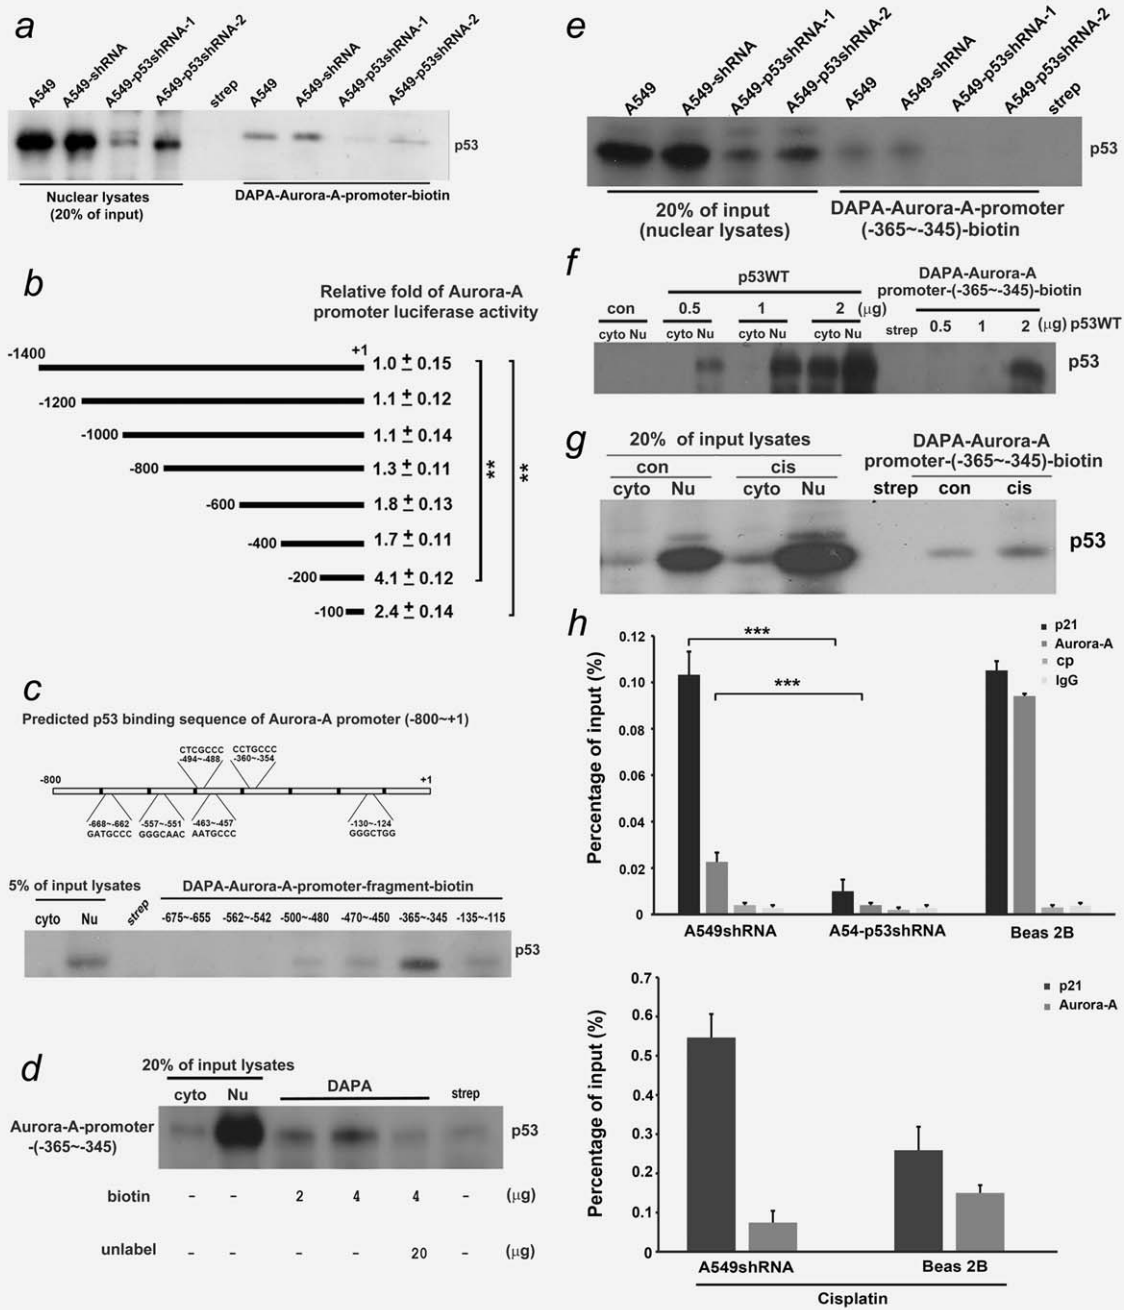 a
A549
A549-shRNA
A549-p53shRNA-1
A549-p53shRNA-2
strep
A549
A549-shRNA
A549-p53shRNA-1
A549-p53shRNA-2
p53
Nuclear lysates
(20% of input)
DAPA-Aurora-A-promoter-biotin
b
Relative fold of Aurora-A
promoter luciferase activity
-1400
+1
1.0 ± 0.15
-1200
1.1 ± 0.12
-1000
1.1 ± 0.14
-800
1.3 ± 0.11
-600
1.8 ± 0.13
-400
1.7 ± 0.11
-200
4.1 ± 0.12
-100
2.4 ± 0.14
**
**
c
Predicted p53 binding sequence of Aurora-A promoter (-800~+1)
CTCGCCC
-494~-488
CCTGCCC
-360~-354
-800
+1
-668~-662
GATGCCC
-557~-551
GGGCAAC
-463~-457
AATGCCC
-130~-124
GGGCTGG
5% of input lysates
DAPA-Aurora-A-promoter-fragment-biotin
cyto Nu strep -675~-655 -562~-542 -500~-480 -470~-450 -365~-345 -135~-115
p53
d
20% of input lysates
cyto Nu DAPA strep
Aurora-A-promoter
-(-365~-345)
p53
biotin - - 2 4 4 - (μg)
unlabel - - - - 20 - (μg)
e
A549
A549-shRNA
A549-p53shRNA-1
A549-p53shRNA-2
A549
A549-shRNA
A549-p53shRNA-1
A549-p53shRNA-2
strep
p53
20% of input
(nuclear lysates)
DAPA-Aurora-A-promoter
(-365~-345)-biotin
f
p53WT
DAPA-Aurora-A
promoter-(-365~-345)-biotin
con 0.5 1 2 (μg)
cyto Nu cyto Nu cyto Nu cyto Nu
strep 0.5 1 2 (μg) p53WT
p53
g
20% of input lysates
DAPA-Aurora-A
promoter-(-365~-345)-biotin
con cis
cyto Nu cyto Nu strep con cis
p53
h
Percentage of input (%)
0.12
0.10
0.08
0.06
0.04
0.02
0
***
***
p21
Aurora-A
cp
IgG
A549shRNA
A54-p53shRNA
Beas 2B
Percentage of input (%)
0.7
0.6
0.5
0.4
0.3
0.2
0.1
0
p21
Aurora-A
A549shRNA
Beas 2B
Cisplatin